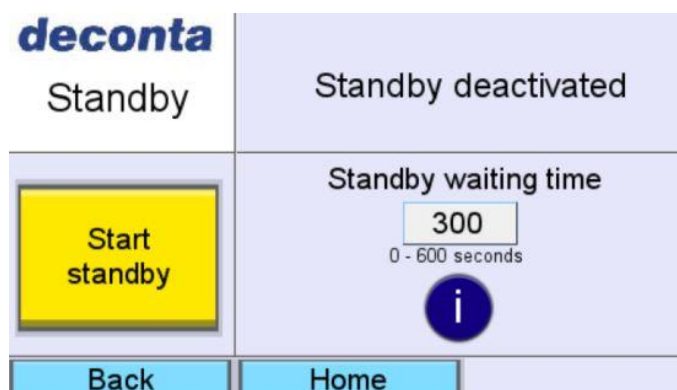 deconta
Standby
Standby deactivated
Start
standby
Standby waiting time
300
0 - 600 seconds
i
Back
Home